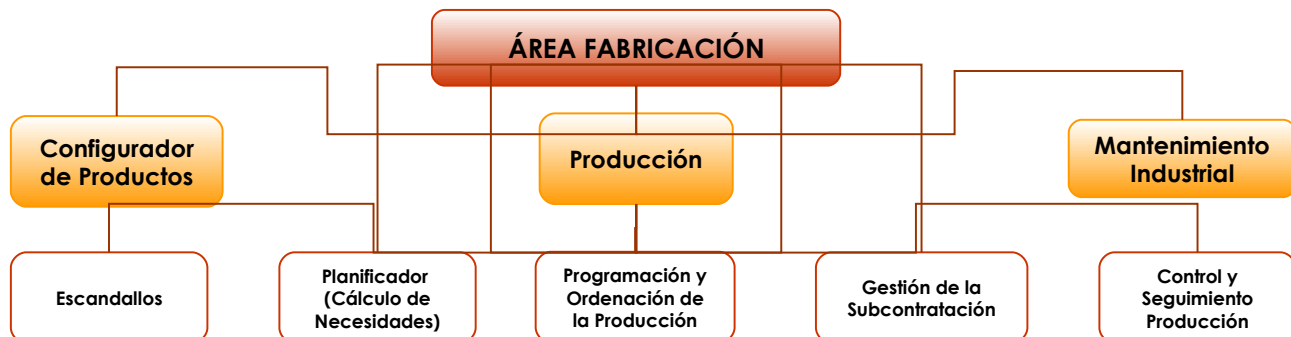 ÁREA FABRICACIÓN
Configurador
de Productos
Producción
Mantenimiento
Industrial
Escandallos
Planificador
(Cálculo de
Necesidades)
Programación y
Ordenación de
la Producción
Gestión de la
Subcontratación
Control y
Seguimiento
Producción